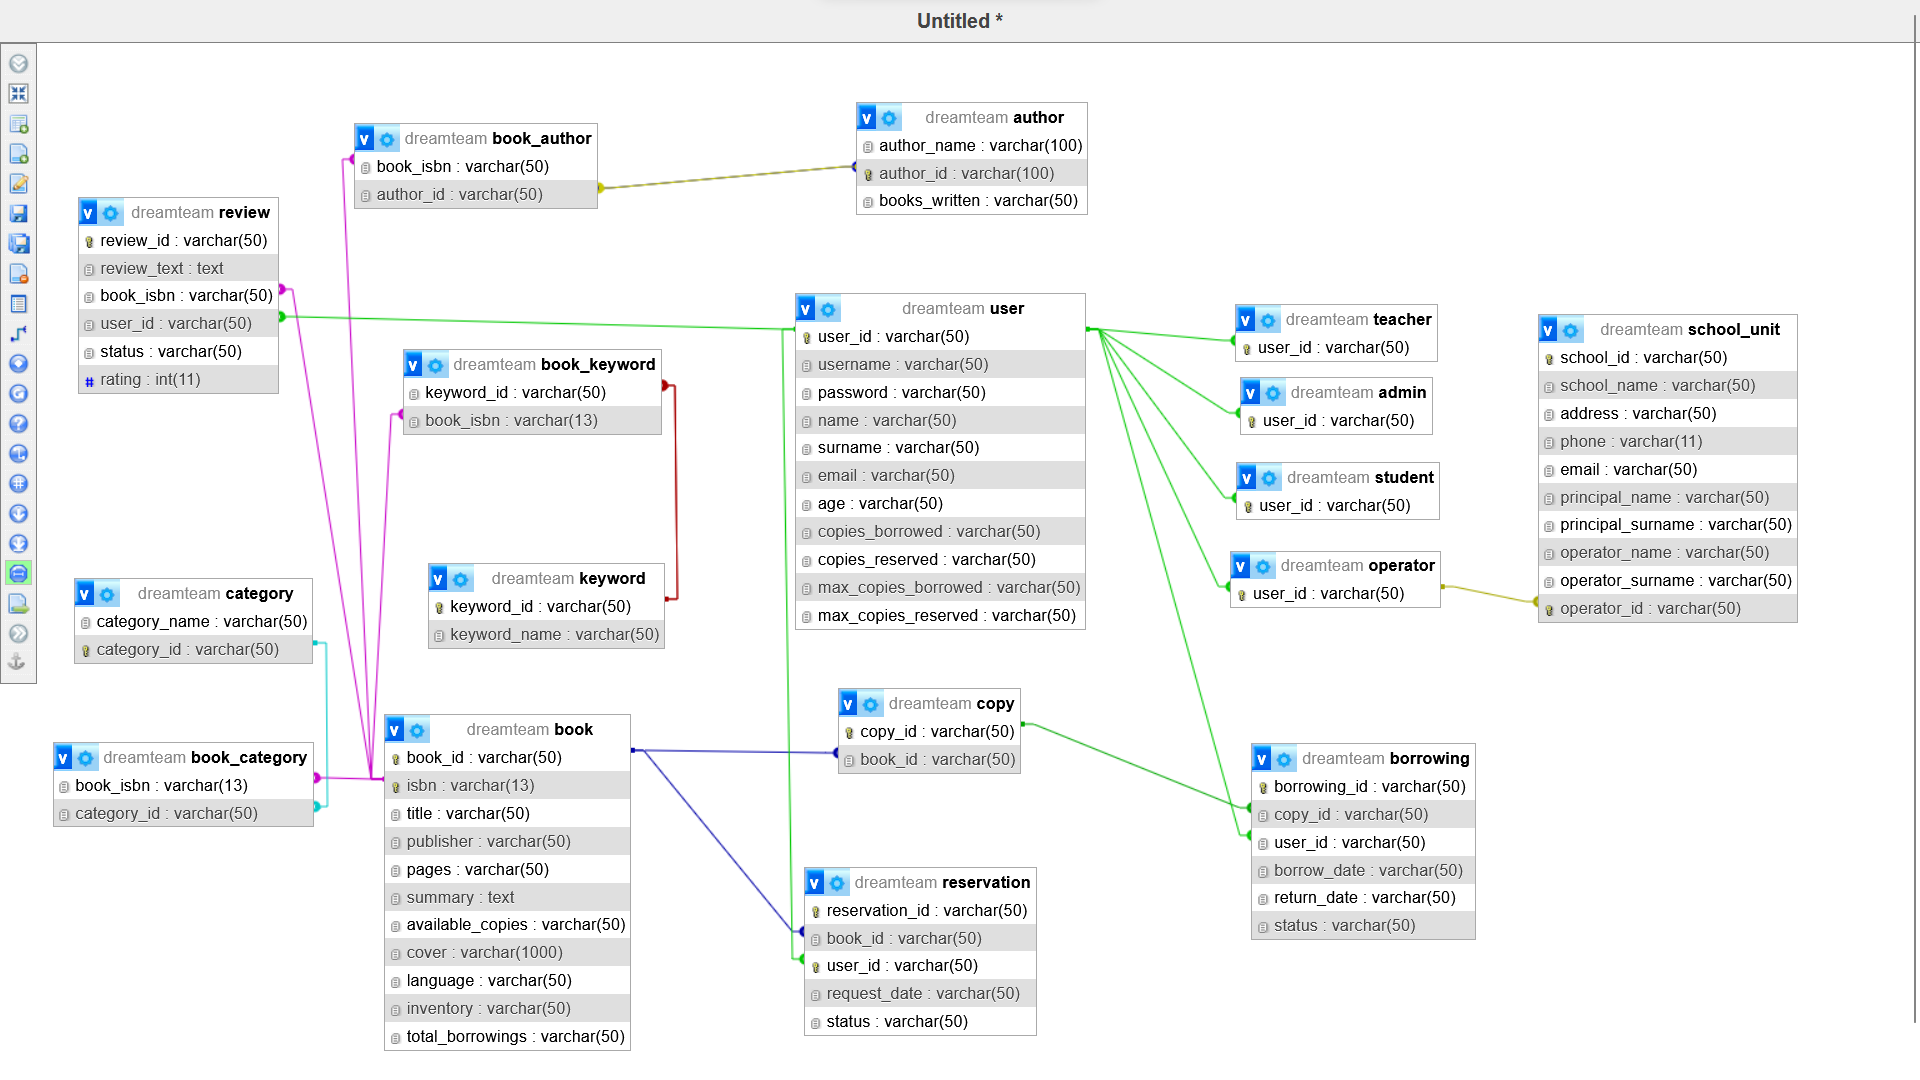 Untitled *
v dreamteam book_author
book_isbn : varchar(50)
author_id : varchar(50)
v dreamteam author
author_name : varchar(100)
author_id : varchar(100)
books_written : varchar(50)
v dreamteam review
review_id : varchar(50)
review_text : text
book_isbn : varchar(50)
user_id : varchar(50)
status : varchar(50)
# rating : int(11)
v dreamteam book_keyword
keyword_id : varchar(50)
book_isbn : varchar(13)
v dreamteam user
user_id : varchar(50)
username : varchar(50)
password : varchar(50)
name : varchar(50)
surname : varchar(50)
email : varchar(50)
age : varchar(50)
copies_borrowed : varchar(50)
copies_reserved : varchar(50)
max_copies_borrowed : varchar(50)
max_copies_reserved : varchar(50)
v dreamteam teacher
user_id : varchar(50)
v dreamteam admin
user_id : varchar(50)
v dreamteam student
user_id : varchar(50)
v dreamteam operator
user_id : varchar(50)
v dreamteam school_unit
school_id : varchar(50)
school_name : varchar(50)
address : varchar(50)
phone : varchar(11)
email : varchar(50)
principal_name : varchar(50)
principal_surname : varchar(50)
operator_name : varchar(50)
operator_surname : varchar(50)
operator_id : varchar(50)
v dreamteam category
category_name : varchar(50)
category_id : varchar(50)
v dreamteam keyword
keyword_id : varchar(50)
keyword_name : varchar(50)
v dreamteam book_category
book_isbn : varchar(13)
category_id : varchar(50)
v dreamteam book
book_id : varchar(50)
isbn : varchar(13)
title : varchar(50)
publisher : varchar(50)
pages : varchar(50)
summary : text
available_copies : varchar(50)
cover : varchar(1000)
language : varchar(50)
inventory : varchar(50)
total_borrowings : varchar(50)
v dreamteam copy
copy_id : varchar(50)
book_id : varchar(50)
v dreamteam reservation
reservation_id : varchar(50)
book_id : varchar(50)
user_id : varchar(50)
request_date : varchar(50)
status : varchar(50)
v dreamteam borrowing
borrowing_id : varchar(50)
copy_id : varchar(50)
user_id : varchar(50)
borrow_date : varchar(50)
return_date : varchar(50)
status : varchar(50)